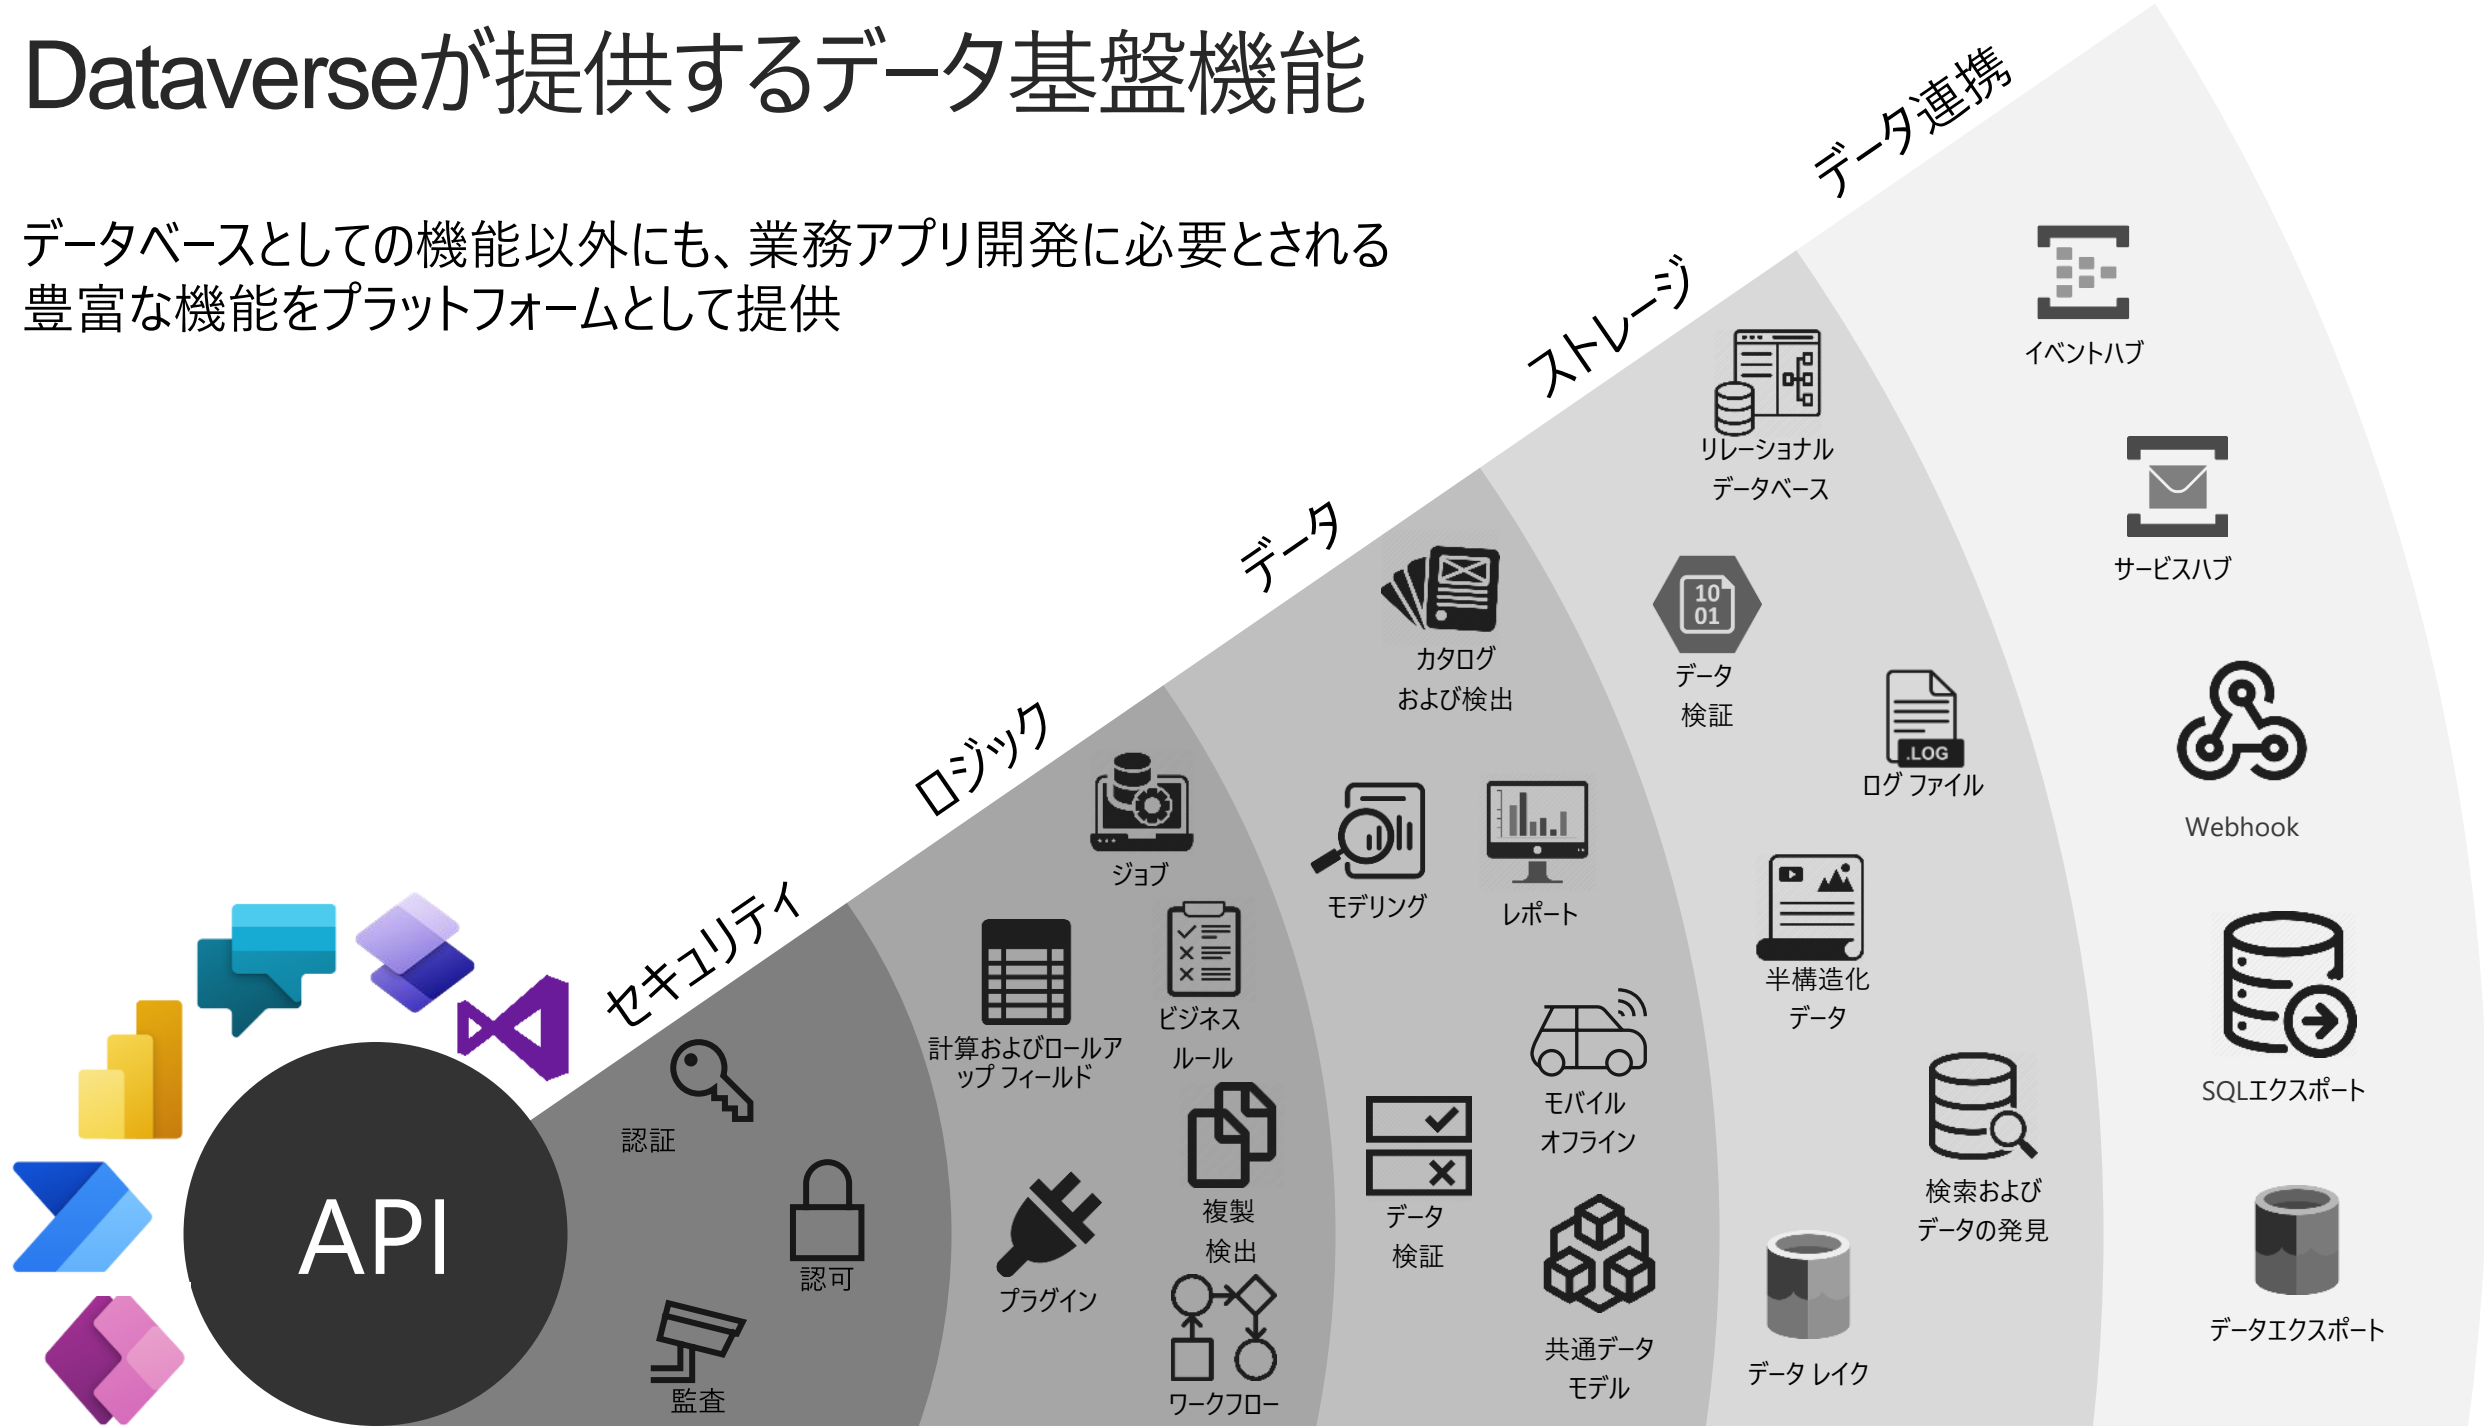 Dataverseが提供するデータ基盤機能
データベースとしての機能以外にも、業務アプリ開発に必要とされる
豊富な機能をプラットフォームとして提供
API
セキュリティ
認証
認可
監査
ロジック
ジョブ
計算およびロールア
ップ フィールド
ビジネス
ルール
複製
検出
プラグイン
ワークフロー
データ
カタログ
および検出
モデリング
レポート
モバイル
オフライン
データ
検証
共通データ
モデル
ストレージ
リレーショナル
データベース
10
01
データ
検証
.LOG
ログ ファイル
半構造化
データ
検索および
データの発見
データ レイク
データ連携
イベントハブ
サービスハブ
Webhook
SQLエクスポート
データエクスポート